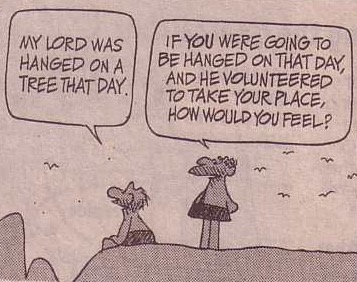 MY LORD WAS
HANGED ON A
TREE THAT DAY.
IF YOU WERE GOING TO
BE HANGED ON THAT DAY,
AND HE VOLUNTEERED
TO TAKE YOUR PLACE,
HOW WOULD YOU FEEL?